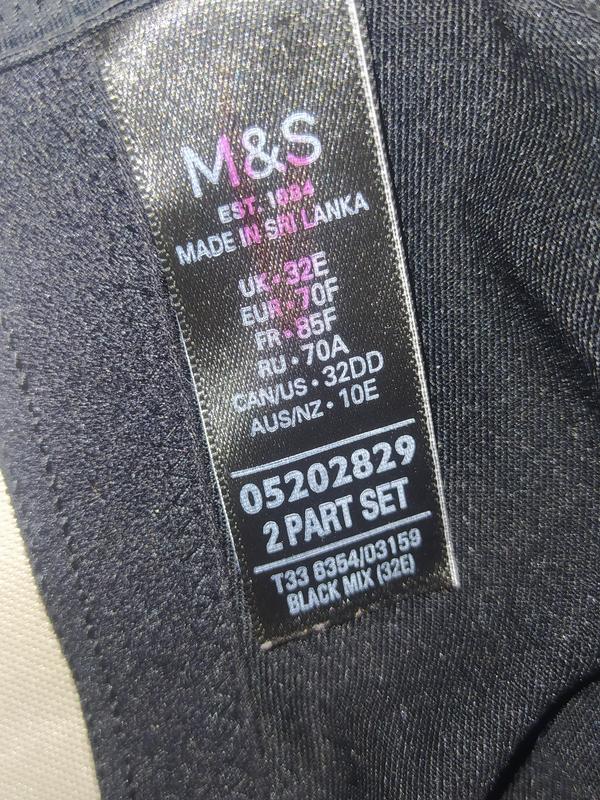 M&S
EST. 1884
MADE IN SRI LANKA
UK • 32E
EUR • 70F
FR • 85F
RU • 70A
CAN/US • 32DD
AUS/NZ • 10E
05202829
2 PART SET
T33 8354/03159
BLACK MIX (32E)